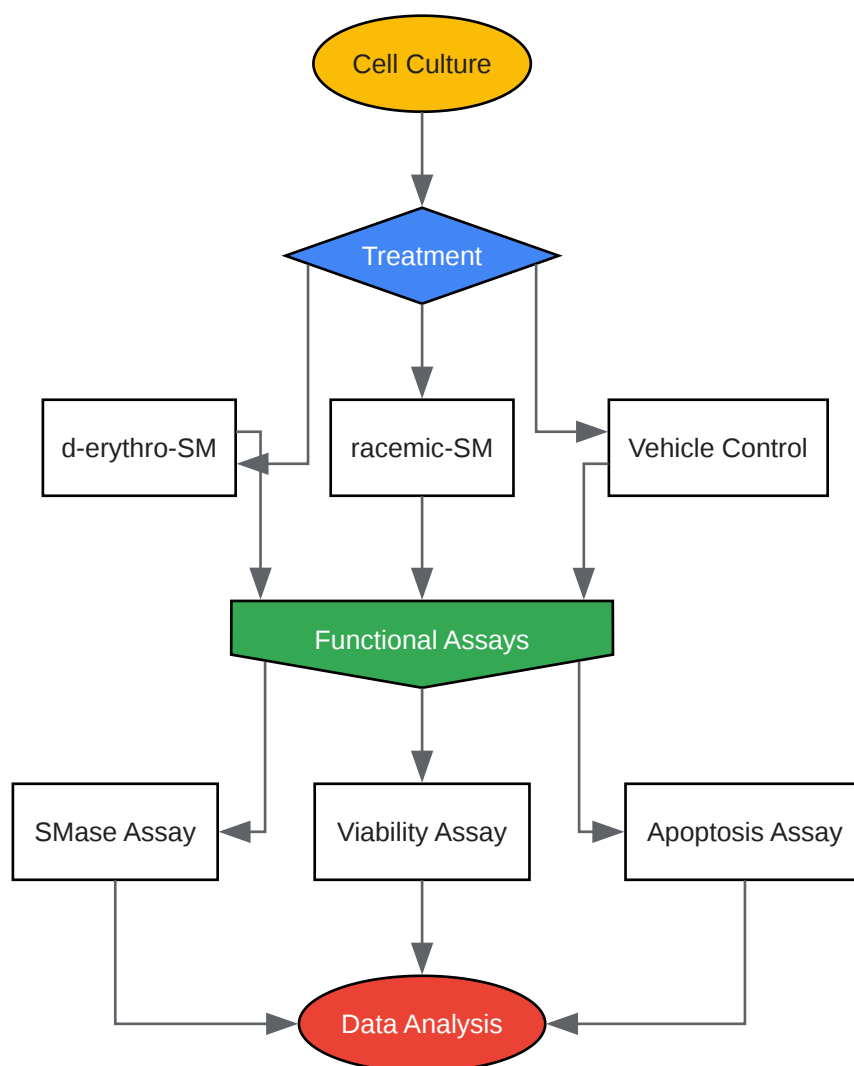 Cell Culture
Treatment
d-erythro-SM
racemic-SM
Vehicle Control
Functional Assays
SMase Assay
Viability Assay
Apoptosis Assay
Data Analysis